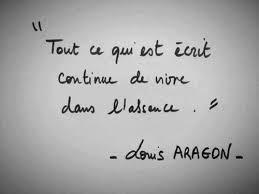 " Tout ce qui est écrit
continue de vivre
dans l'absence . "
- Louis ARAGON -